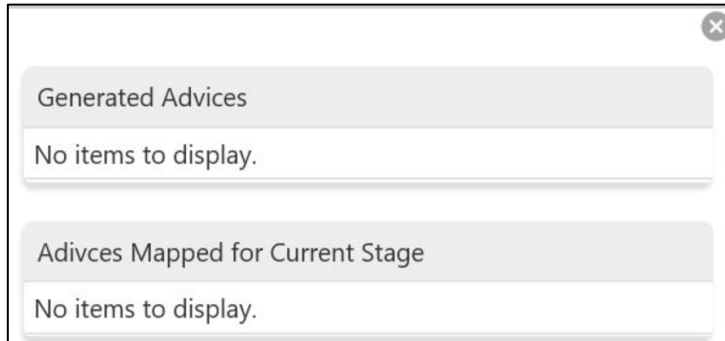 Generated Advices
No items to display.
Adivces Mapped for Current Stage
No items to display.